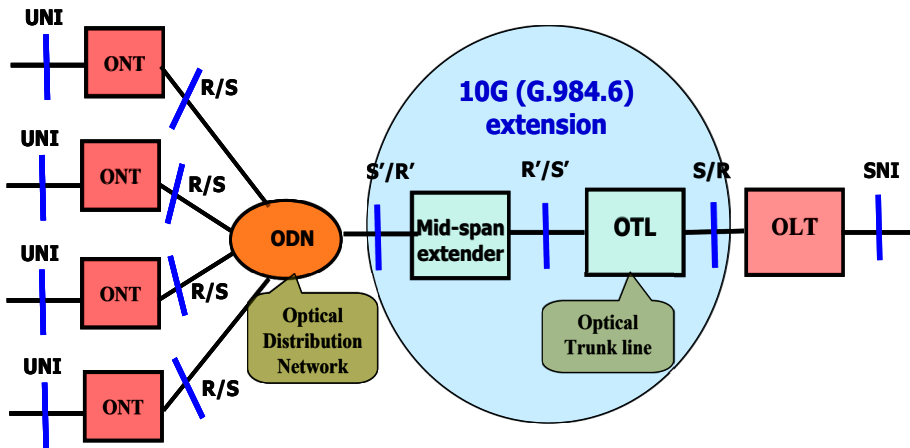 UNI
ONT
R/S
UNI
ONT
R/S
UNI
ONT
R/S
UNI
ONT
R/S
ODN
Optical
Distribution
Network
10G (G.984.6)
extension
S’/R’
Mid-span
extender
R’/S’
OTL
Optical
Trunk line
S/R
OLT
SNI